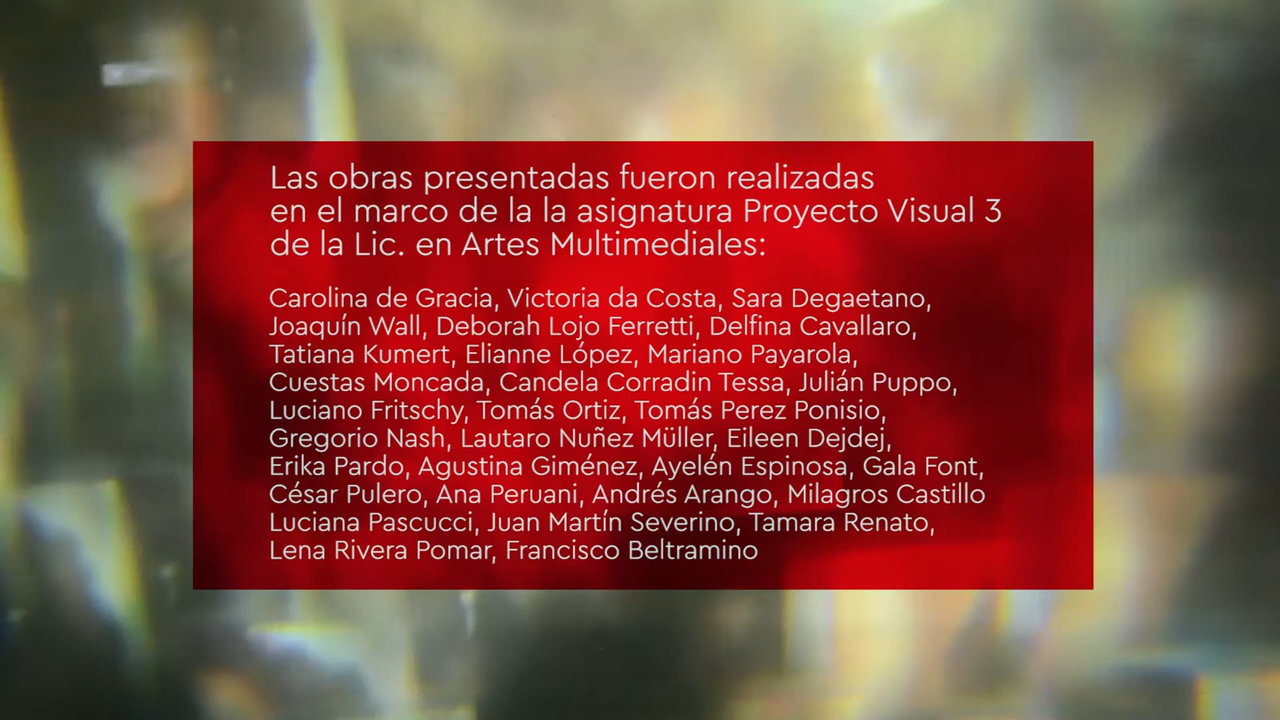 Las obras presentadas fueron realizadas
en el marco de la la asignatura Proyecto Visual 3
de la Lic. en Artes Multimediales:
Carolina de Gracia, Victoria da Costa, Sara Degaetano,
Joaquín Wall, Deborah Lojo Ferretti, Delfina Cavallaro,
Tatiana Kumert, Elianne López, Mariano Payarola,
Cuestas Moncada, Candela Corradin Tessa, Julián Puppo,
Luciano Fritschy, Tomás Ortiz, Tomás Perez Ponisio,
Gregorio Nash, Lautaro Nuñez Müller, Eileen Dejdej,
Erika Pardo, Agustina Giménez, Ayelén Espinosa, Gala Font,
César Pulero, Ana Peruani, Andrés Arango, Milagros Castillo
Luciana Pascucci, Juan Martín Severino, Tamara Renato,
Lena Rivera Pomar, Francisco Beltramino